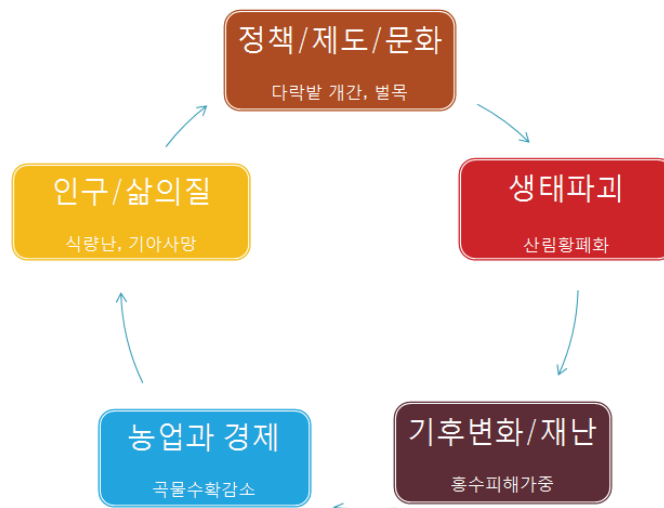 정책/제도/문화
다락밭 개간, 벌목
인구/삶의질
식량난, 기아사망
생태파괴
산림황폐화
농업과 경제
곡물수확감소
기후변화/재난
홍수피해가중